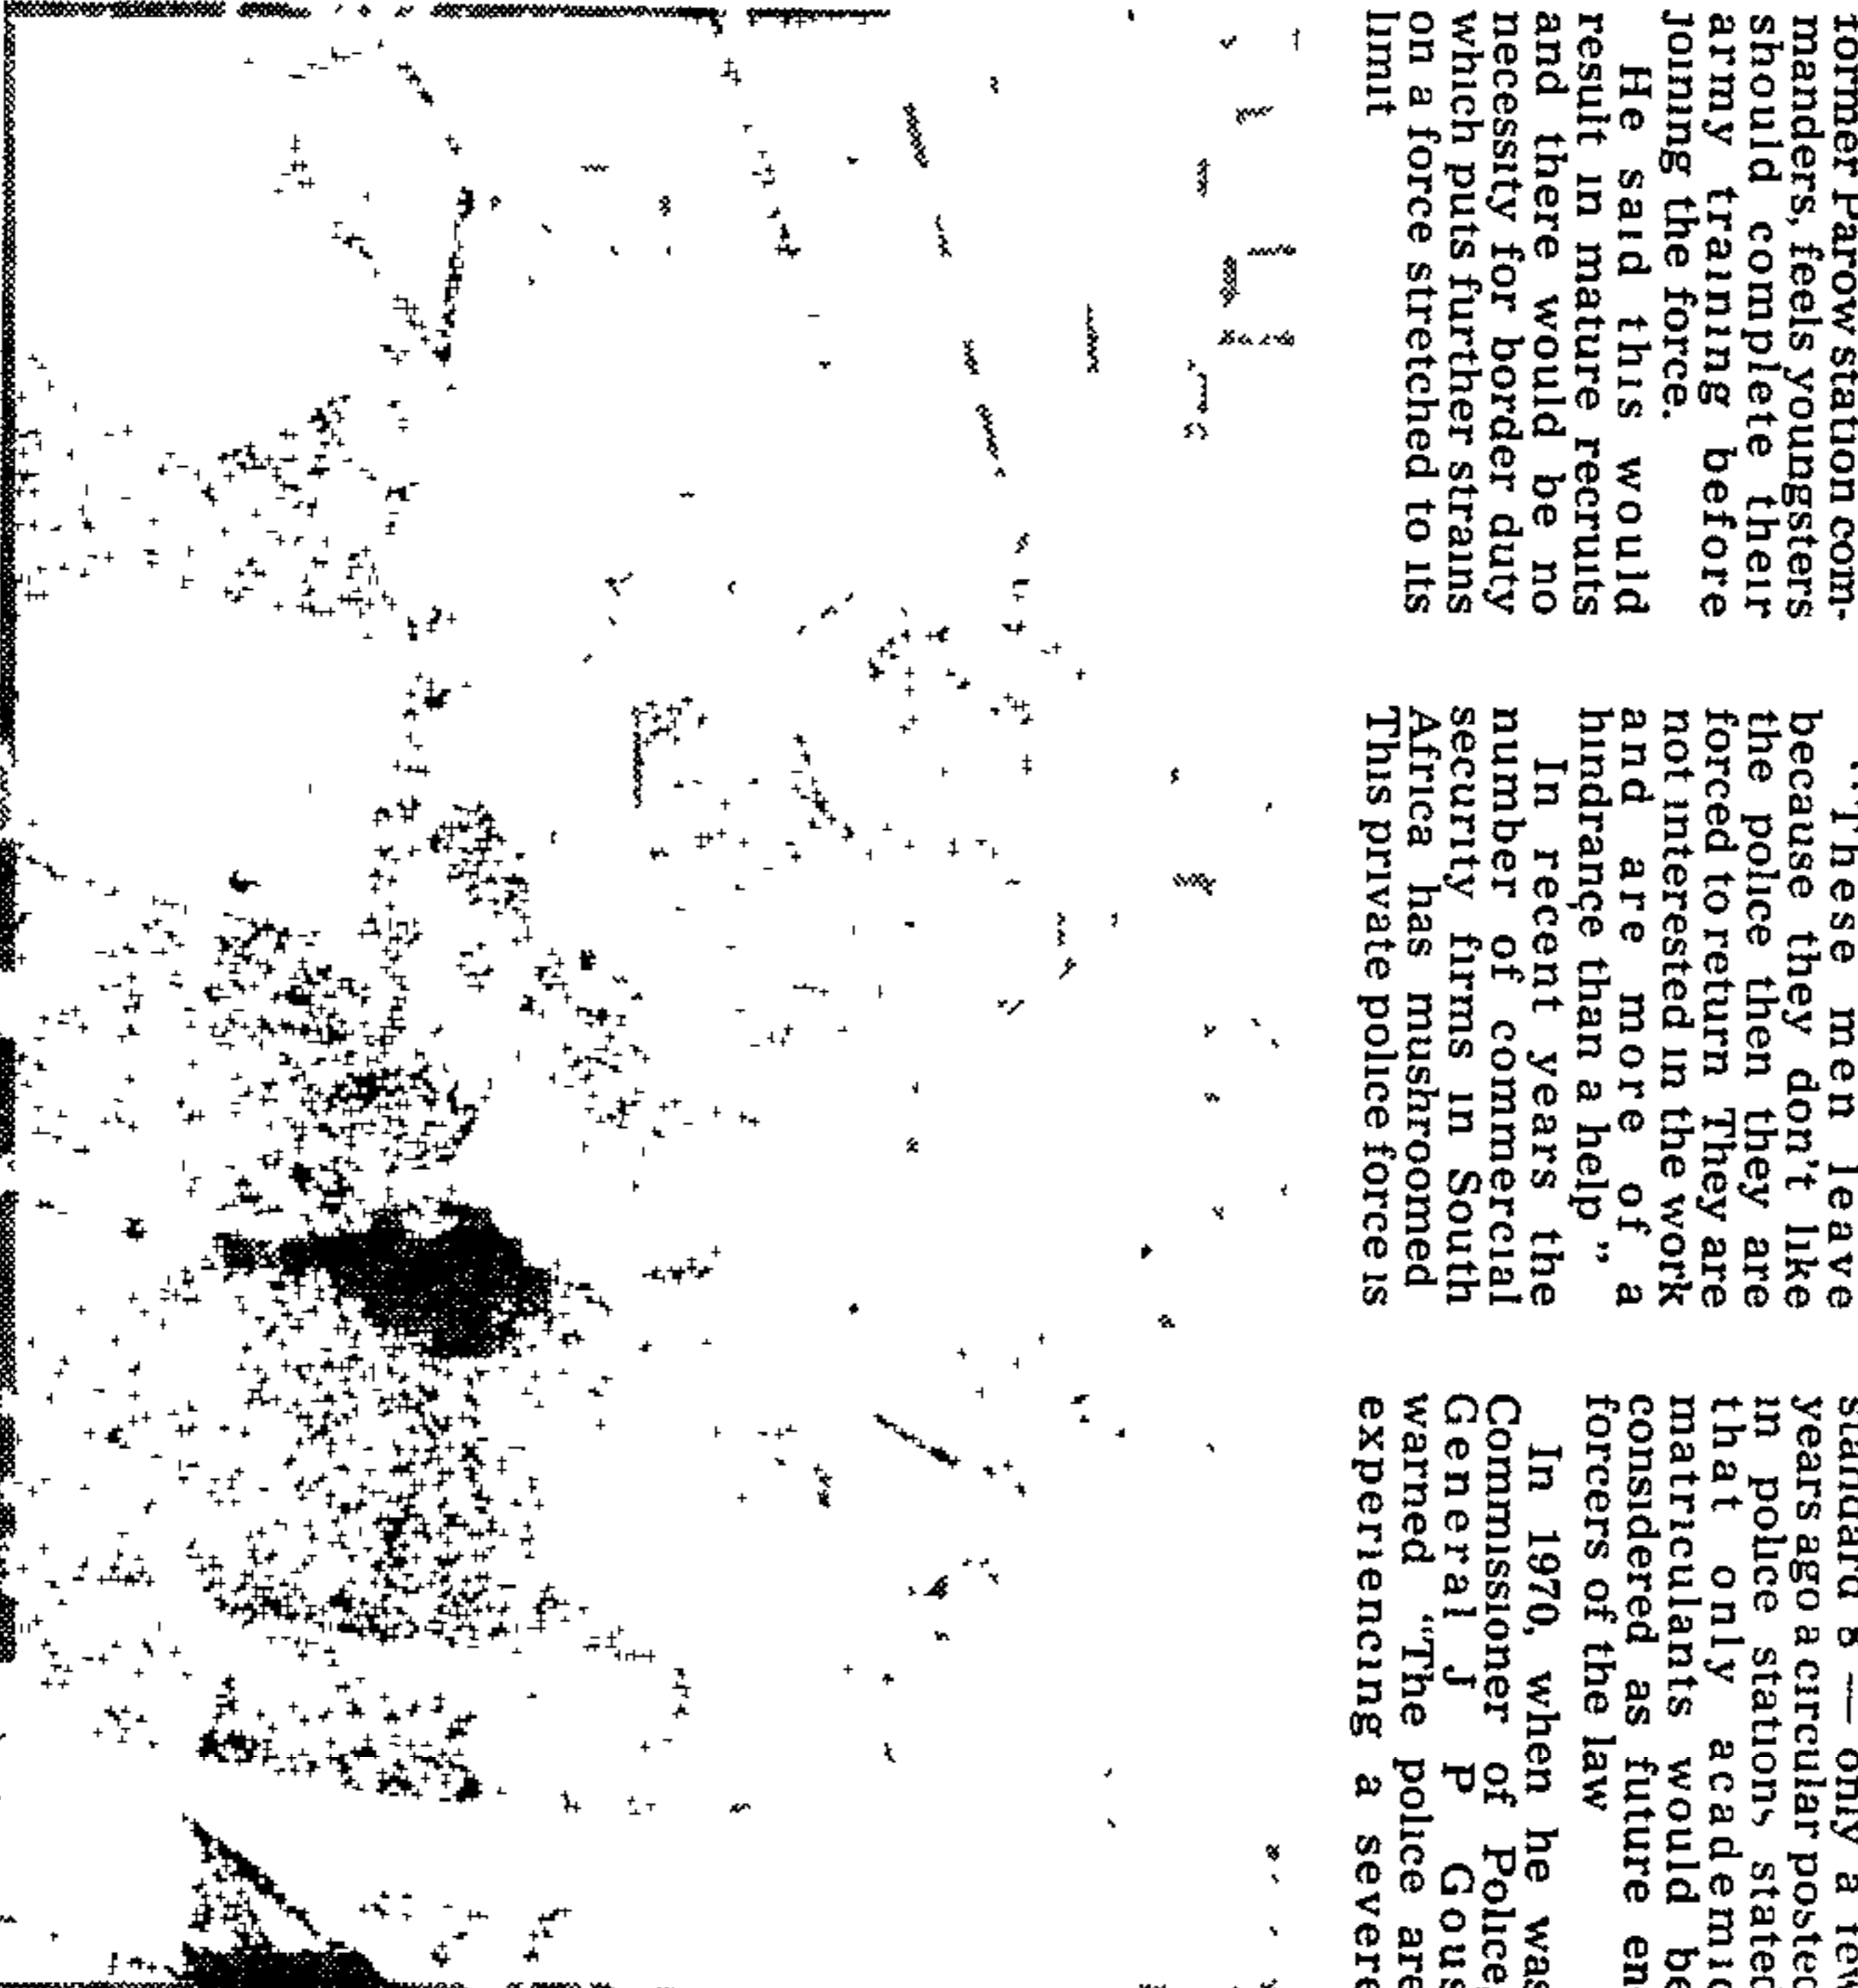 former Parow station com-
manders, feels youngsters
should complete their
army training before
joining the force.
He said this would
result in mature recruits
and there would be no
necessity for border duty
which puts further strains
on a force stretched to its
limit
"These men leave
because they don't like
the police then they are
forced to return They are
not interested in the work
and are more of a
hindrance than a help"
In recent years the
number of commercial
security firms in South
Africa has mushroomed
This private police force is
standard 8 — only a few
years ago a circular posted
in police stations stated
that only academic
matriculants would be
considered as future en
forcers of the law
In 1970, when he was
Commissioner of Police,
General J P Gous
warned "The police are
experiencing a severe